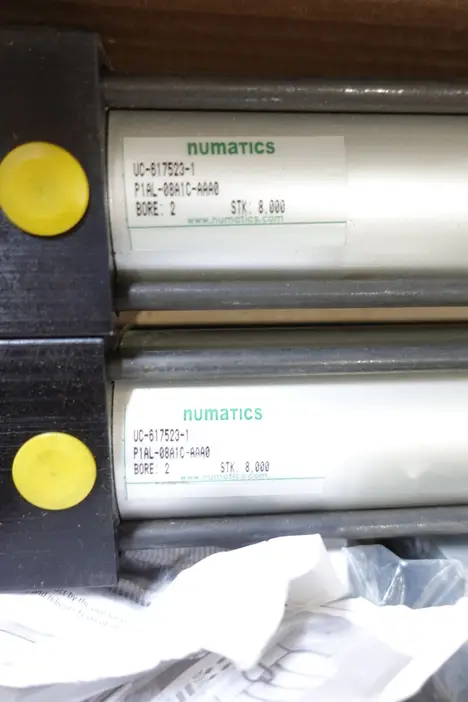 numatics
UC-617523-1
P1AL-08A1C-AAA0
BORE: 2 STK: 8.000
www.numatics.com
numatics
UC-617523-1
P1AL-08A1C-AAA0
BORE: 2 STK: 8.000
www.numatics.com